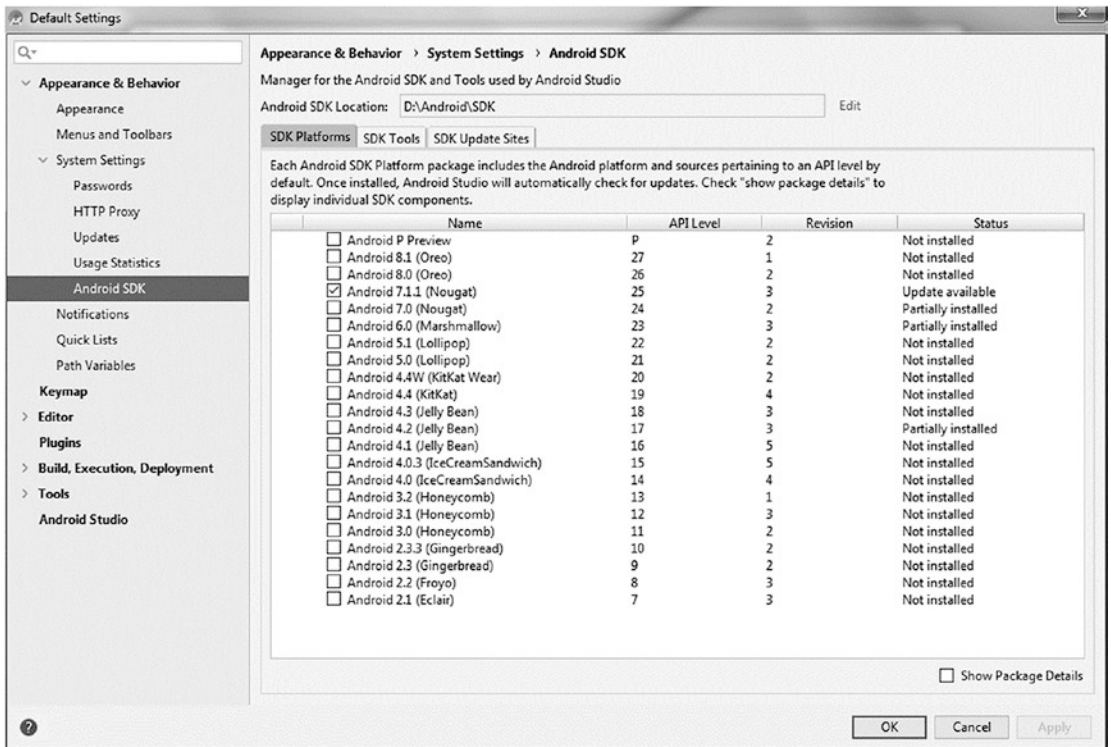 Default Settings
Appearance & Behavior
Appearance
Menus and Toolbars
System Settings
Passwords
HTTP Proxy
Updates
Usage Statistics
Android SDK
Notifications
Quick Lists
Path Variables
Keymap
Editor
Plugins
Build, Execution, Deployment
Tools
Android Studio
Appearance & Behavior > System Settings > Android SDK
Manager for the Android SDK and Tools used by Android Studio
Android SDK Location: D:\Android\SDK Edit
SDK Platforms SDK Tools SDK Update Sites
Each Android SDK Platform package includes the Android platform and sources pertaining to an API level by
default. Once installed, Android Studio will automatically check for updates. Check "show package details" to
display individual SDK components.
Name API Level Revision Status
Android P Preview P 2 Not installed
Android 8.1 (Oreo) 27 1 Not installed
Android 8.0 (Oreo) 26 2 Not installed
Android 7.1.1 (Nougat) 25 3 Update available
Android 7.0 (Nougat) 24 2 Partially installed
Android 6.0 (Marshmallow) 23 3 Partially installed
Android 5.1 (Lollipop) 22 2 Not installed
Android 5.0 (Lollipop) 21 2 Not installed
Android 4.4W (KitKat Wear) 20 2 Not installed
Android 4.4 (KitKat) 19 4 Not installed
Android 4.3 (Jelly Bean) 18 3 Not installed
Android 4.2 (Jelly Bean) 17 3 Partially installed
Android 4.1 (Jelly Bean) 16 5 Not installed
Android 4.0.3 (IceCreamSandwich) 15 5 Not installed
Android 4.0 (IceCreamSandwich) 14 4 Not installed
Android 3.2 (Honeycomb) 13 1 Not installed
Android 3.1 (Honeycomb) 12 3 Not installed
Android 3.0 (Honeycomb) 11 2 Not installed
Android 2.3.3 (Gingerbread) 10 2 Not installed
Android 2.3 (Gingerbread) 9 2 Not installed
Android 2.2 (Froyo) 8 3 Not installed
Android 2.1 (Eclair) 7 3 Not installed
Show Package Details
? OK Cancel Apply